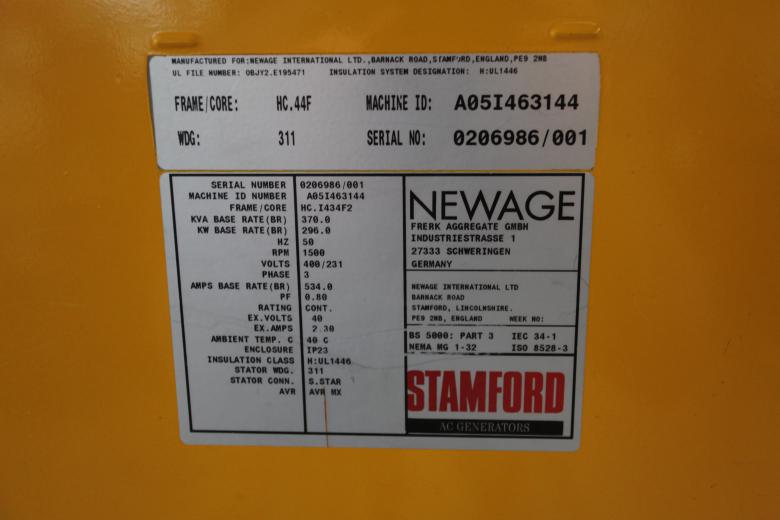 MANUFACTURED FOR:NEWAGE INTERNATIONAL LTD.,BARNACK ROAD,STAMFORD,ENGLAND,PE9 2NB
UL FILE NUMBER: OBJY2.E195471 INSULATION SYSTEM DESIGNATION: H:UL1446
FRAME/CORE: HC.44F MACHINE ID: A05I463144
WDG: 311 SERIAL NO: 0206986/001
SERIAL NUMBER 0206986/001
MACHINE ID NUMBER A05I463144
FRAME/CORE HC.I434F2
KVA BASE RATE(BR) 370.0
KW BASE RATE(BR) 296.0
HZ 50
RPM 1500
VOLTS 400/231
PHASE 3
AMPS BASE RATE(BR) 534.0
PF 0.80
RATING CONT.
EX.VOLTS 40
EX.AMPS 2.30
AMBIENT TEMP. C 40 C
ENCLOSURE IP23
INSULATION CLASS H:UL1446
STATOR WDG. 311
STATOR CONN. S.STAR
AVR AVR MX
NEWAGE
FRERK AGGREGATE GMBH
INDUSTRIESTRASSE 1
27333 SCHWERINGEN
GERMANY
NEWAGE INTERNATIONAL LTD
BARNACK ROAD
STAMFORD, LINCOLNSHIRE.
PE9 2NB, ENGLAND WEEK NO:
BS 5000: PART 3 IEC 34-1
NEMA MG 1-32 ISO 8528-3
STAMFORD
AC GENERATORS